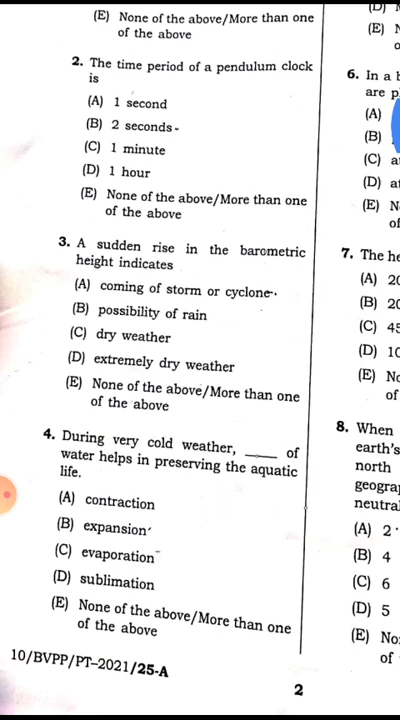 (E) None of the above/More than one
of the above
2. The time period of a pendulum clock
is
(A) 1 second
(B) 2 seconds
(C) 1 minute
(D) 1 hour
(E) None of the above/More than one
of the above
3. A sudden rise in the barometric
height indicates
(A) coming of storm or cyclone
(B) possibility of rain
(C) dry weather
(D) extremely dry weather
(E) None of the above/More than one
of the above
4. During very cold weather, ____ of
water helps in preserving the aquatic
life.
(A) contraction
(B) expansion
(C) evaporation
(D) sublimation
(E) None of the above/More than one
of the above
10/BVPP/PT–2021/25-A
2
(D)
(E)
6. In a
are
(A)
(B)
(C)
(D)
(E)
of
7. The
(A)
(B)
(C)
(D)
(E)
of
8. When
earth's
north
(A) 2
(B) 4
(C) 6
(D) 5
(E)
of